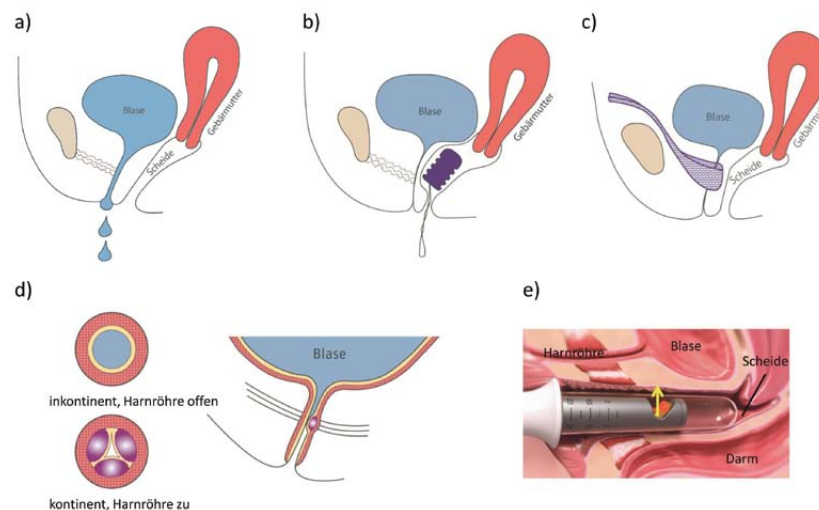 a)
b)
c)
Blase
Scheide
Gebärmutter
Blase
Gebärmutter
Blase
Scheide
Gebärmutter
d)
e)
inkontinent, Harnröhre offen
kontinent, Harnröhre zu
Blase
Harnröhre
Blase
Scheide
Darm